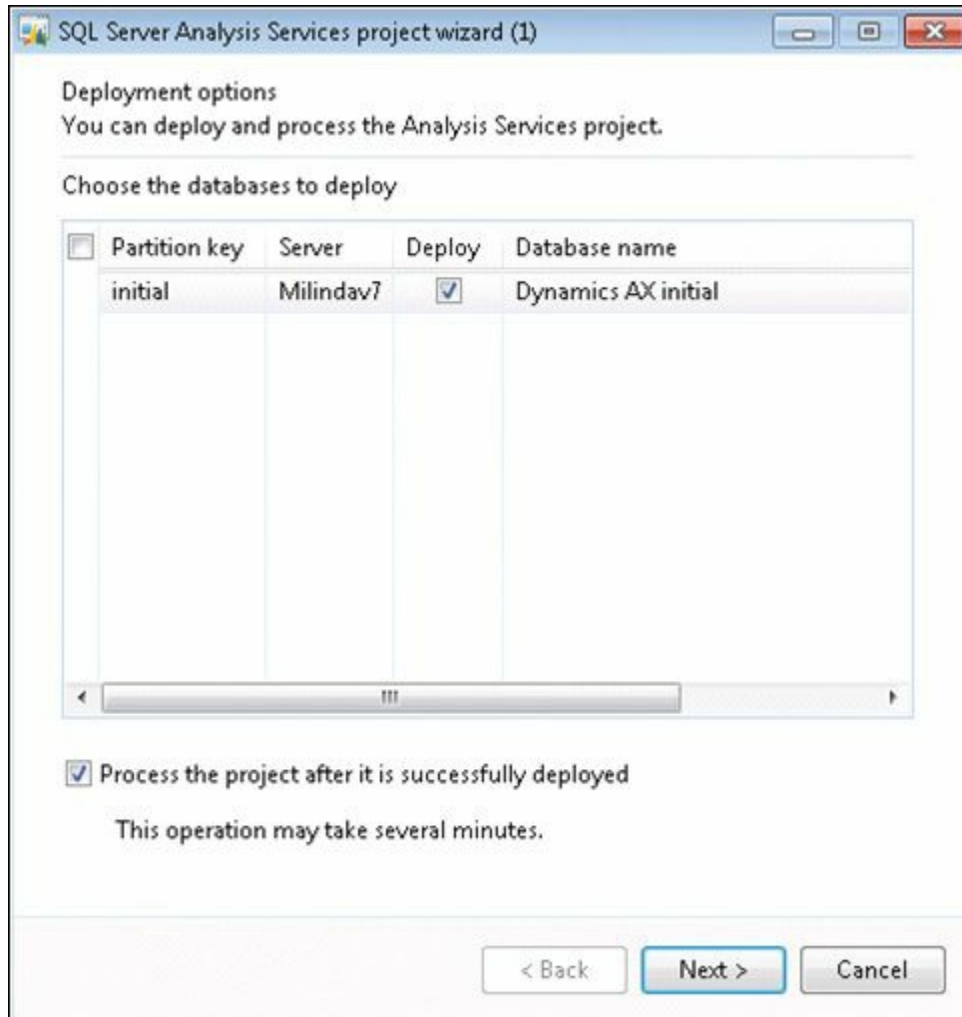 SQL Server Analysis Services project wizard (1)
Deployment options
You can deploy and process the Analysis Services project.
Choose the databases to deploy
Partition key Server Deploy Database name
initial Milindav7 Dynamics AX initial
Process the project after it is successfully deployed
This operation may take several minutes.
< Back Next > Cancel